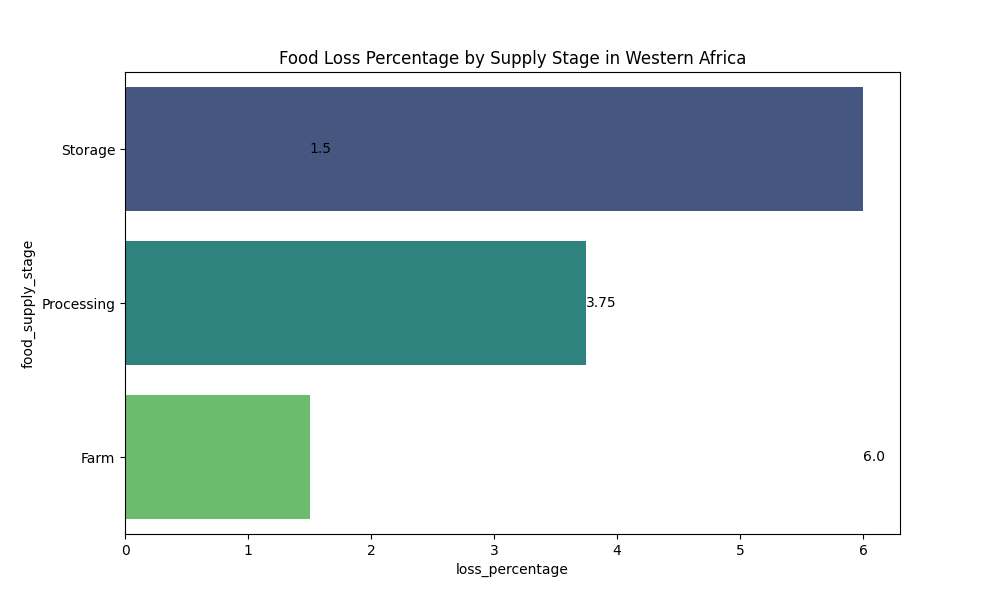 Food Loss Percentage by Supply Stage in Western Africa
food_supply_stage
Storage
1.5
Processing
3.75
Farm
6.0
0 1 2 3 4 5 6
loss_percentage